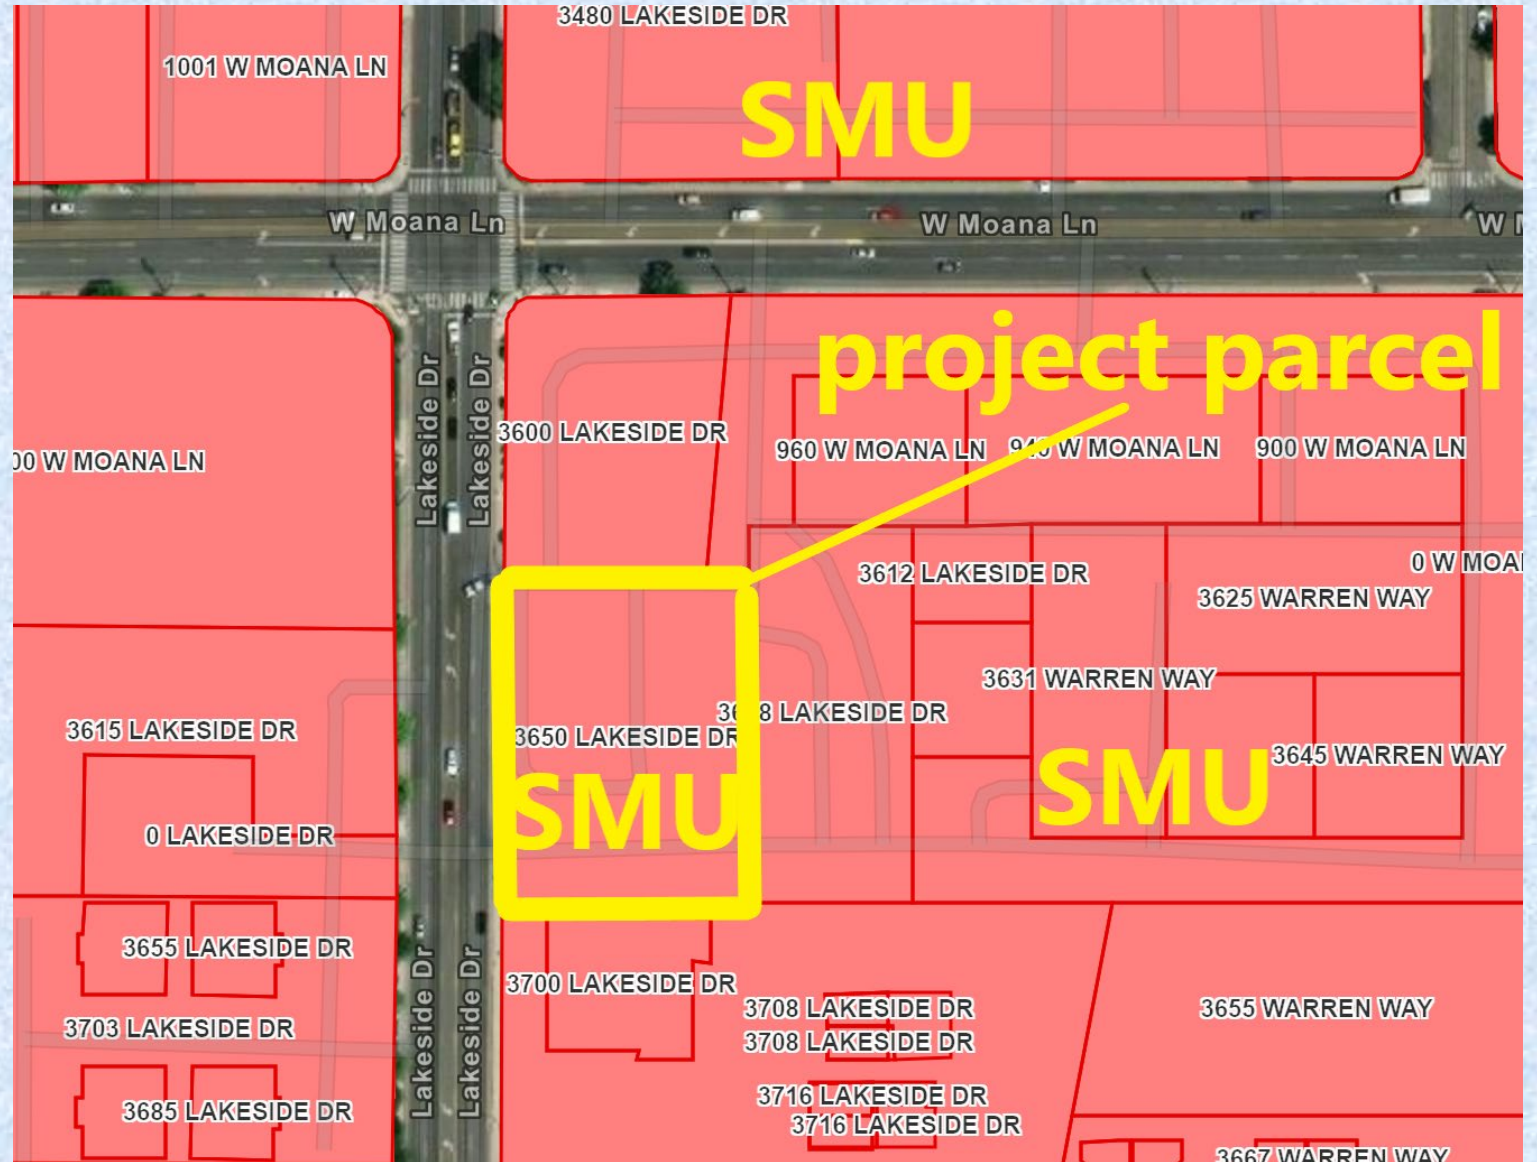 3480 LAKESIDE DR
1001 W MOANA LN
SMU
W Moana Ln
W Moana Ln
project parcel
Lakeside Dr
Lakeside Dr
3600 LAKESIDE DR
960 W MOANA LN
W MOANA LN
900 W MOANA LN
W MOANA LN
0 W
3612 LAKESIDE DR
3625 WARREN WAY
3631 WARREN WAY
LAKESIDE DR
3650 LAKESIDE DR
3615 LAKESIDE DR
SMU
SMU
3645 WARREN WAY
0 LAKESIDE DR
3655 LAKESIDE DR
Lakeside Dr
Lakeside Dr
3700 LAKESIDE DR
3708 LAKESIDE DR
3708 LAKESIDE DR
3655 WARREN WAY
3703 LAKESIDE DR
3716 LAKESIDE DR
3716 LAKESIDE DR
3685 LAKESIDE DR
3667 WARREN WAY